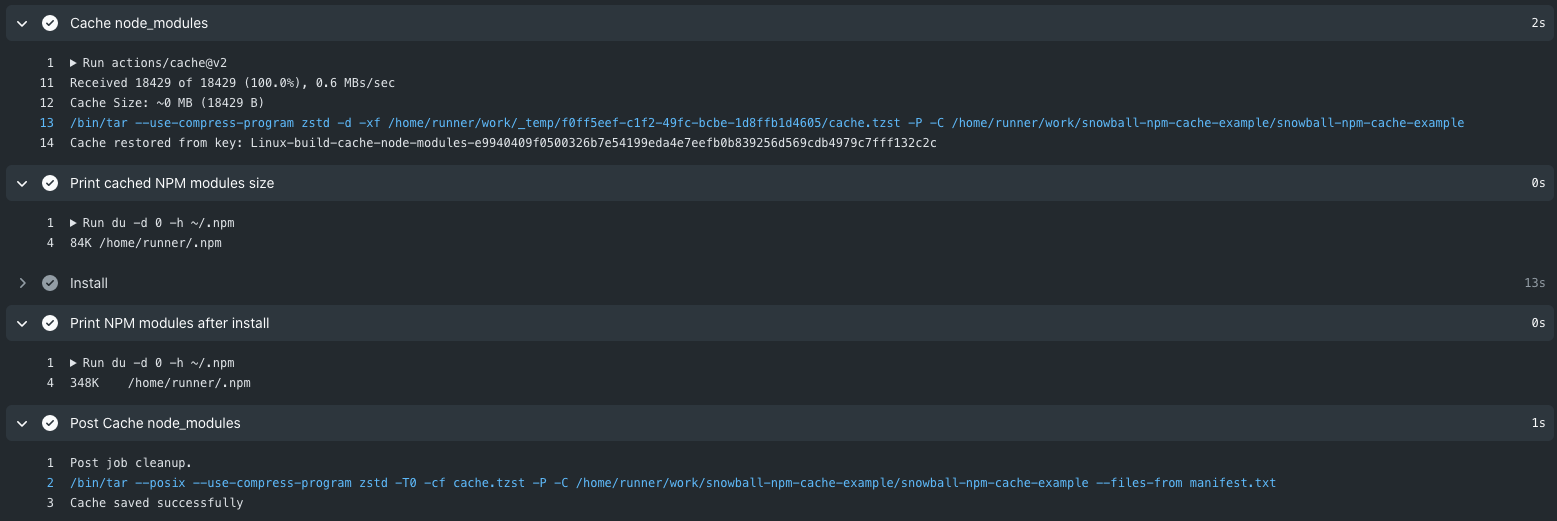 Cache node_modules 2s
1 Run actions/cache@v2
11 Received 18429 of 18429 (100.0%), 0.6 MBs/sec
12 Cache Size: ~0 MB (18429 B)
13 /bin/tar --use-compress-program zstd -d -xf /home/runner/work/_temp/f0ff5eef-c1f2-49fc-bcbe-1d8ffb1d4605/cache.tzst -P -C /home/runner/work/snowball-npm-cache-example/snowball-npm-cache-example
14 Cache restored from key: Linux-build-cache-node-modules-e9940409f0500326b7e54199eda4e7eefb0b839256d569cdb4979c7fff132c2c
Print cached NPM modules size 0s
1 Run du -d 0 -h ~/.npm
4 84K /home/runner/.npm
Install 13s
Print NPM modules after install 0s
1 Run du -d 0 -h ~/.npm
4 348K /home/runner/.npm
Post Cache node_modules 1s
1 Post job cleanup.
2 /bin/tar --posix --use-compress-program zstd -T0 -cf cache.tzst -P -C /home/runner/work/snowball-npm-cache-example/snowball-npm-cache-example --files-from manifest.txt
3 Cache saved successfully